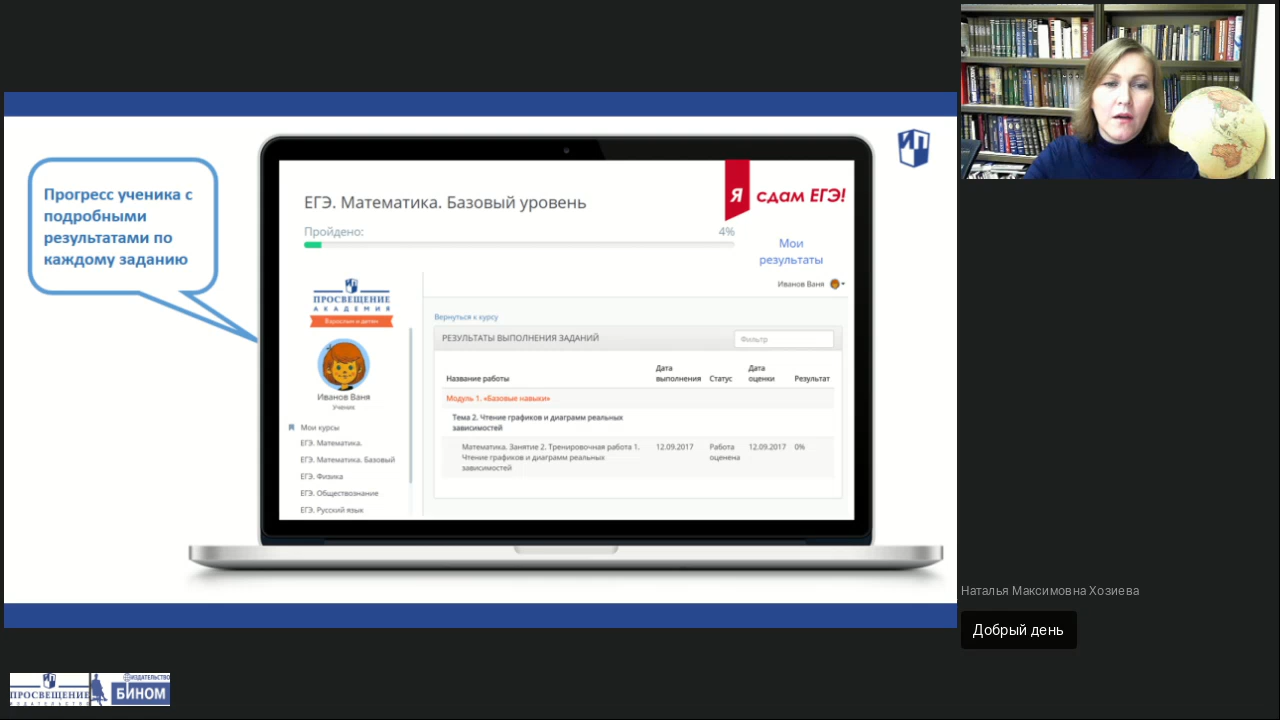 Прогресс ученика с
подробными
результатами по
каждому заданию
ЕГЭ. Математика. Базовый уровень
Я сдам ЕГЭ!
Пройдено:
4%
Мои
результаты
Иванов Ваня
ПРОСВЕЩЕНИЕ
АКАДЕМИЯ
Взрослым и детям
Иванов Ваня
Ученик
Мои курсы
ЕГЭ. Математика.
ЕГЭ. Математика. Базовый
ЕГЭ. Физика
ЕГЭ. Обществознание
ЕГЭ. Русский язык
Вернуться к курсу
РЕЗУЛЬТАТЫ ВЫПОЛНЕНИЯ ЗАДАНИЙ
Фильтр
Название работы
Дата выполнения
Статус
Дата оценки
Результат
Модуль 1. «Базовые навыки»
Тема 2. Чтение графиков и диаграмм реальных
зависимостей
Математика. Занятие 2. Тренировочная работа 1.
Чтение графиков и диаграмм реальных
зависимостей
12.09.2017
Работа оценена
12.09.2017
0%
Наталья Максимовна Хозиева
Добрый день
ПРОСВЕЩЕНИЕ
ИЗДАТЕЛЬСТВО
ИЗДАТЕЛЬСТВО
БИНОМ